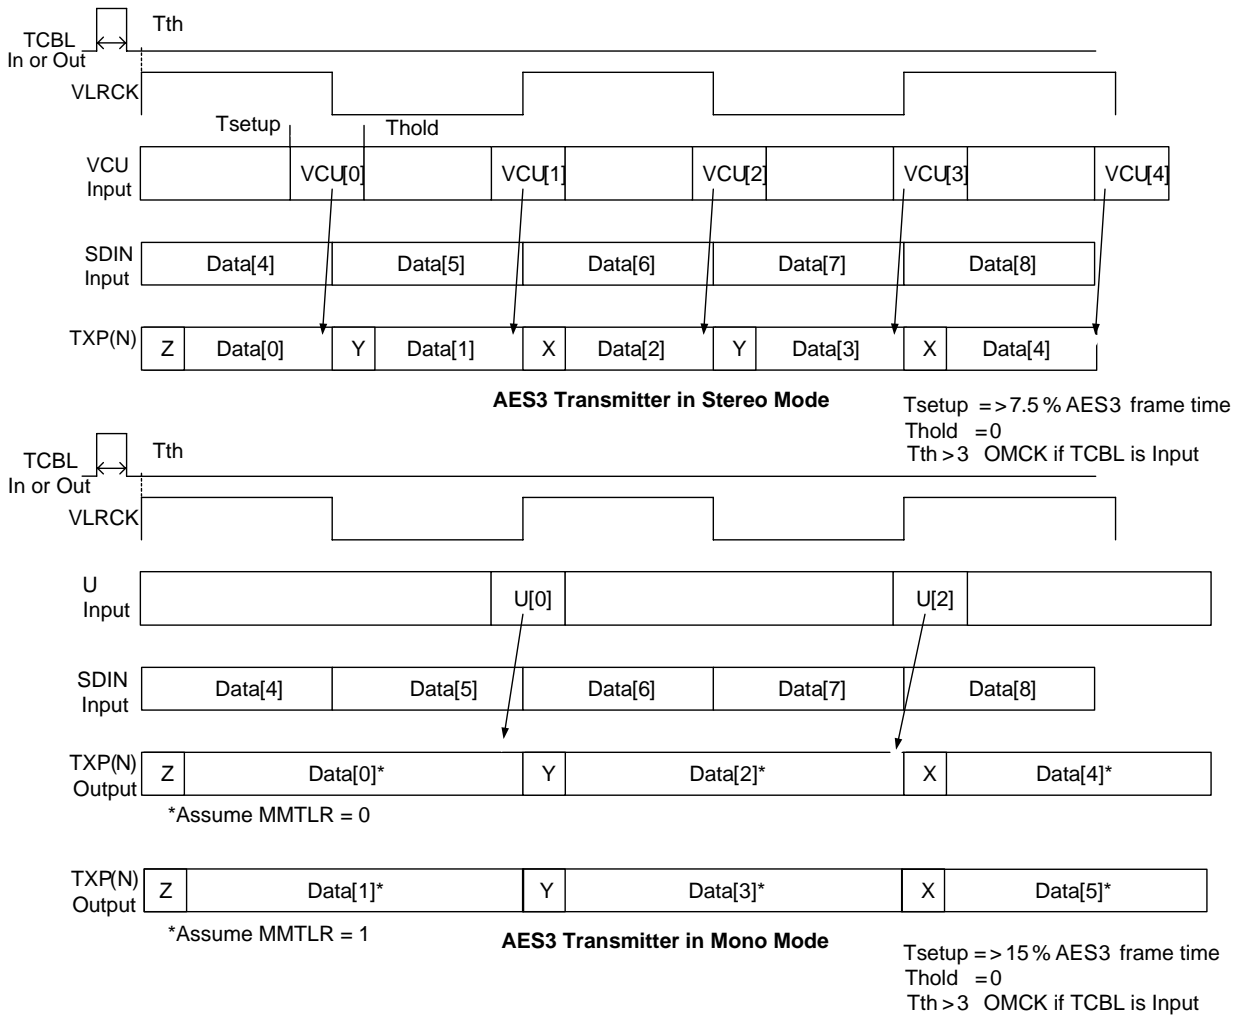 TCBL
In or Out
Tth
VLRCK
Tsetup
Thold
VCU
Input
VCU[0]
VCU[1]
VCU[2]
VCU[3]
VCU[4]
SDIN
Input
Data[4]
Data[5]
Data[6]
Data[7]
Data[8]
TXP(N)
Z
Data[0]
Y
Data[1]
X
Data[2]
Y
Data[3]
X
Data[4]
AES3 Transmitter in Stereo Mode
Tsetup =>7.5% AES3 frame time
Thold =0
Tth >3 OMCK if TCBL is Input
TCBL
In or Out
Tth
VLRCK
U
Input
U[0]
U[2]
SDIN
Input
Data[4]
Data[5]
Data[6]
Data[7]
Data[8]
TXP(N)
Output
Z
Data[0]*
Y
Data[2]*
X
Data[4]*
*Assume MMTLR = 0
TXP(N)
Output
Z
Data[1]*
Y
Data[3]*
X
Data[5]*
*Assume MMTLR = 1
AES3 Transmitter in Mono Mode
Tsetup =>15% AES3 frame time
Thold =0
Tth >3 OMCK if TCBL is Input